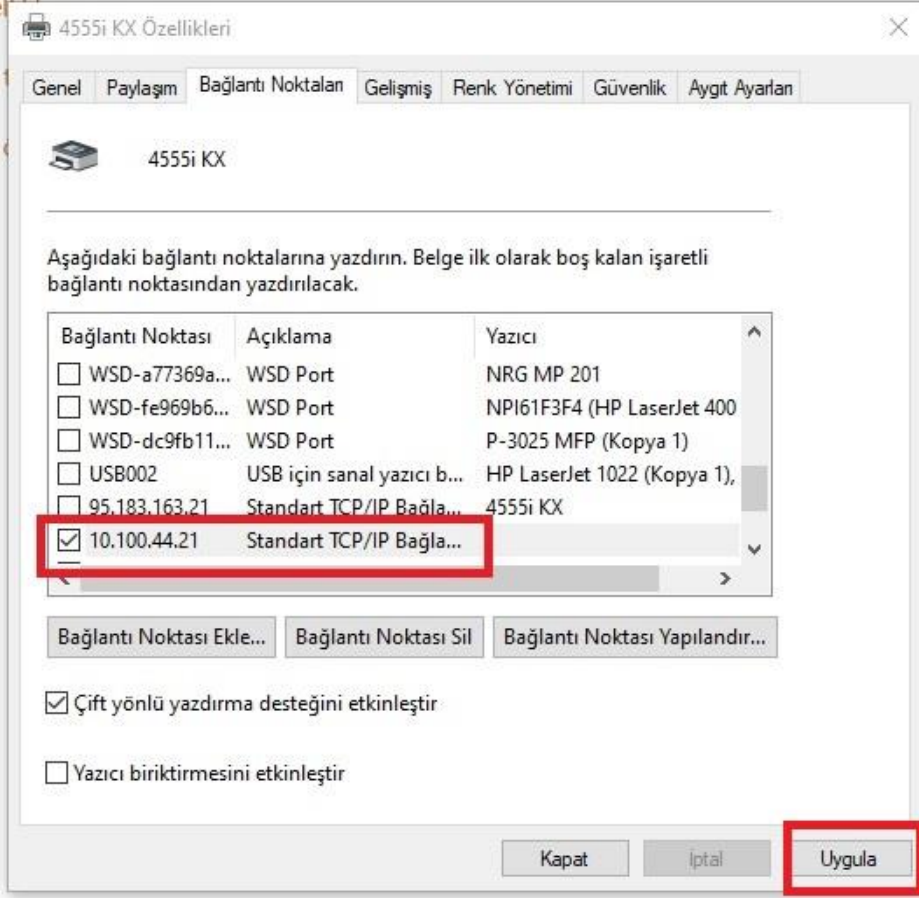 4555i KX Özellikleri
Genel Paylaşım Bağlantı Noktaları Gelişmiş Renk Yönetimi Güvenlik Aygıt Ayarları
4555i KX
Aşağıdaki bağlantı noktalarına yazdırın. Belge ilk olarak boş kalan işaretli
bağlantı noktasından yazdırılacak.
Bağlantı Noktası Açıklama Yazıcı
WSD-a77369a... WSD Port NRG MP 201
WSD-fe969b6... WSD Port NPI61F3F4 (HP LaserJet 400
WSD-dc9fb11... WSD Port P-3025 MFP (Kopya 1)
USB002 USB için sanal yazıcı b... HP LaserJet 1022 (Kopya 1),
95.183.163.21 Standart TCP/IP Bağla... 4555i KX
10.100.44.21 Standart TCP/IP Bağla...
Bağlantı Noktası Ekle... Bağlantı Noktası Sil Bağlantı Noktası Yapılandır...
Çift yönlü yazdırma desteğini etkinleştir
Yazıcı biriktirmesini etkinleştir
Kapat İptal Uygula